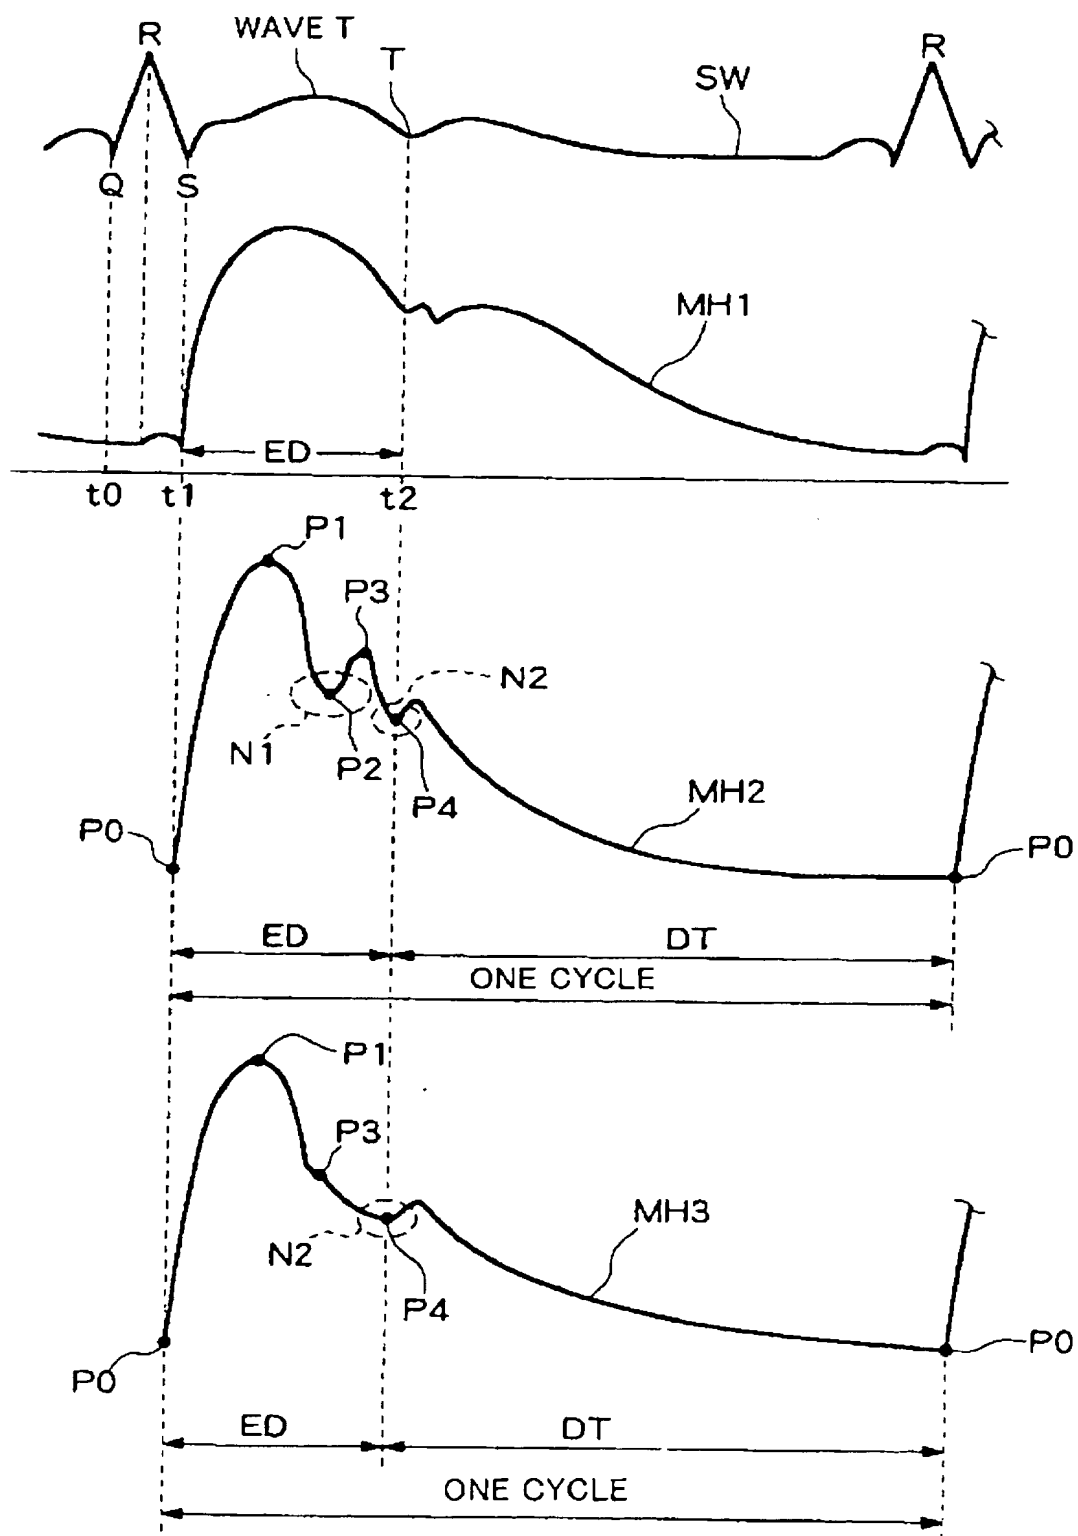 R WAVE T T SW R
Q S
MH1
ED
t0 t1 t2
P1
P3
N2
N1 P2 P4
MH2
P0 P0
ED DT
ONE CYCLE
P1
P3
MH3
N2 P4
P0 P0
ED DT
ONE CYCLE